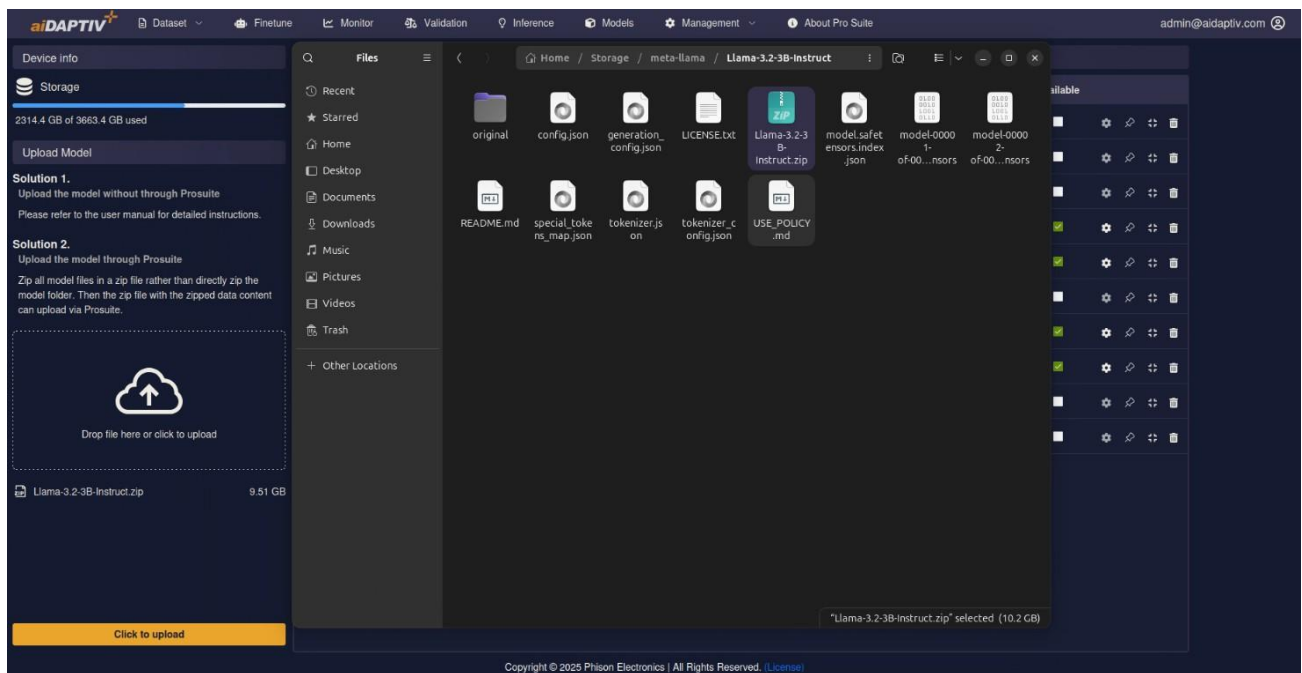 aiDAPTIV+
Dataset
Finetune
Monitor
Validation
Inference
Models
Management
About Pro Suite
admin@aidaptiv.com
Device info
Storage
2314.4 GB of 3663.4 GB used
Upload Model
Solution 1.
Upload the model without through Prosuite
Please refer to the user manual for detailed instructions.
Solution 2.
Upload the model through Prosuite
Zip all model files in a zip file rather than directly zip the
model folder. Then the zip file with the zipped data content
can upload via Prosuite.
Drop file here or click to upload
ZIP
Llama-3.2-3B-Instruct.zip
9.51 GB
Click to upload
Files
Recent
Starred
Home
Desktop
Documents
Downloads
Music
Pictures
Videos
Trash
+ Other Locations
Home / Storage / meta-llama / Llama-3.2-3B-Instruct
original
config.json
generation_
config.json
LICENSE.txt
ZIP
Llama-3.2-3
B-
Instruct.zip
model.safet
ensors.index
.json
model-0000
1-
of-00...nsors
model-0000
2-
of-00...nsors
README.md
special_toke
ns_map.json
tokenizer.js
on
tokenizer_c
onfig.json
USE_POLICY
.md
"Llama-3.2-3B-Instruct.zip" selected (10.2 GB)
ailable
Copyright © 2025 Phison Electronics | All Rights Reserved. (License)